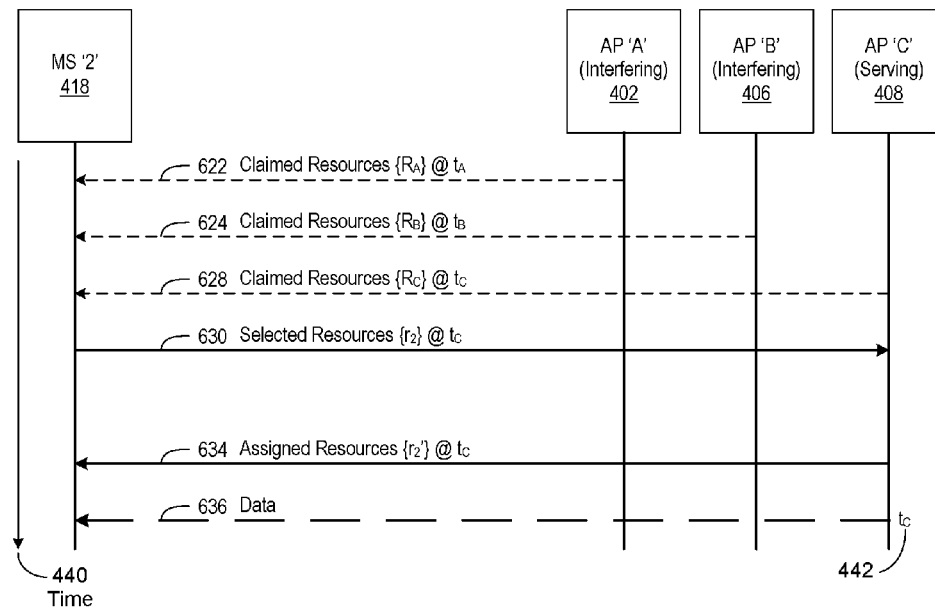 MS ‘2’
418
AP ‘A’
(Interfering)
402
AP ‘B’
(Interfering)
406
AP ‘C’
(Serving)
408
622 Claimed Resources {RA} @ tA
624 Claimed Resources {RB} @ tB
628 Claimed Resources {RC} @ tC
630 Selected Resources {r2} @ tC
634 Assigned Resources {r2’} @ tC
636 Data
tC
440
Time
442